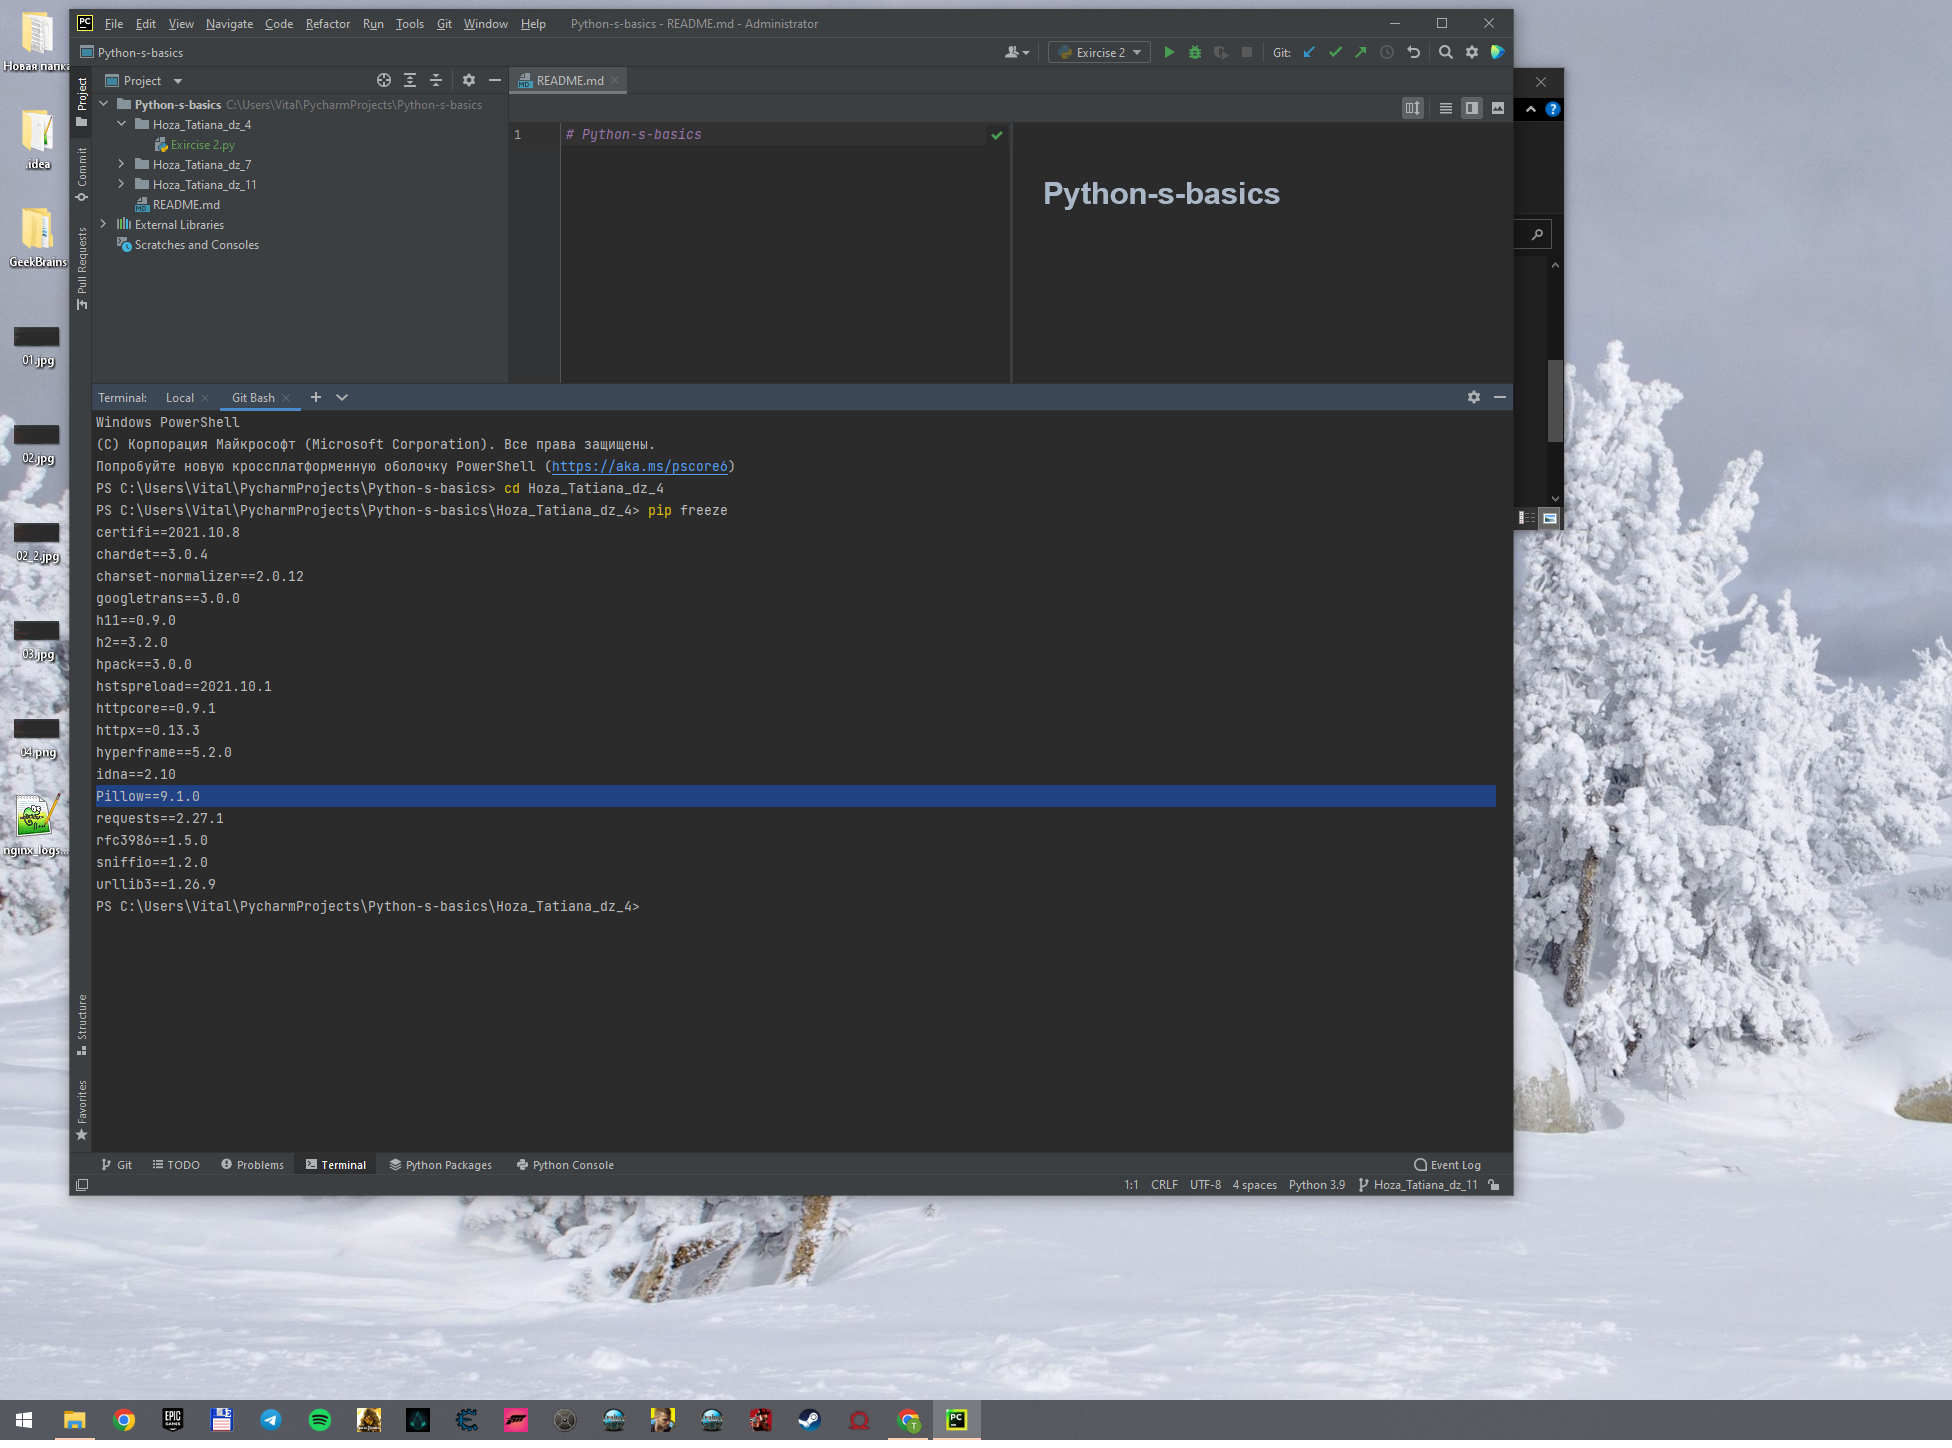 File Edit View Navigate Code Refactor Run Tools Git Window Help Python-s-basics - README.md - Administrator
Python-s-basics Exircise 2 Git:
Project README.md
Python-s-basics C:\Users\Vital\PycharmProjects\Python-s-basics
Hoza_Tatiana_dz_4
Exircise 2.py
Hoza_Tatiana_dz_7
Hoza_Tatiana_dz_11
README.md
External Libraries
Scratches and Consoles
1 # Python-s-basics
Python-s-basics
Project
Commit
Pull Requests
Structure
Favorites
Terminal: Local Git Bash
Windows PowerShell
(C) Корпорация Майкрософт (Microsoft Corporation). Все права защищены.
Попробуйте новую кроссплатформенную оболочку PowerShell (https://aka.ms/pscore6)
PS C:\Users\Vital\PycharmProjects\Python-s-basics> cd Hoza_Tatiana_dz_4
PS C:\Users\Vital\PycharmProjects\Python-s-basics\Hoza_Tatiana_dz_4> pip freeze
certifi==2021.10.8
chardet==3.0.4
charset-normalizer==2.0.12
googletrans==3.0.0
h11==0.9.0
h2==3.2.0
hpack==3.0.0
hstspreload==2021.10.1
httpcore==0.9.1
httpx==0.13.3
hyperframe==5.2.0
idna==2.10
Pillow==9.1.0
requests==2.27.1
rfc3986==1.5.0
sniffio==1.2.0
urllib3==1.26.9
PS C:\Users\Vital\PycharmProjects\Python-s-basics\Hoza_Tatiana_dz_4>
Git TODO Problems Terminal Python Packages Python Console Event Log
1:1 CRLF UTF-8 4 spaces Python 3.9 Hoza_Tatiana_dz_11
Новая папка
.idea
GeekBrains
01.jpg
02.jpg
02_2.jpg
03.jpg
04.png
nginx_logs...
PC
EPIC GAMES
PC